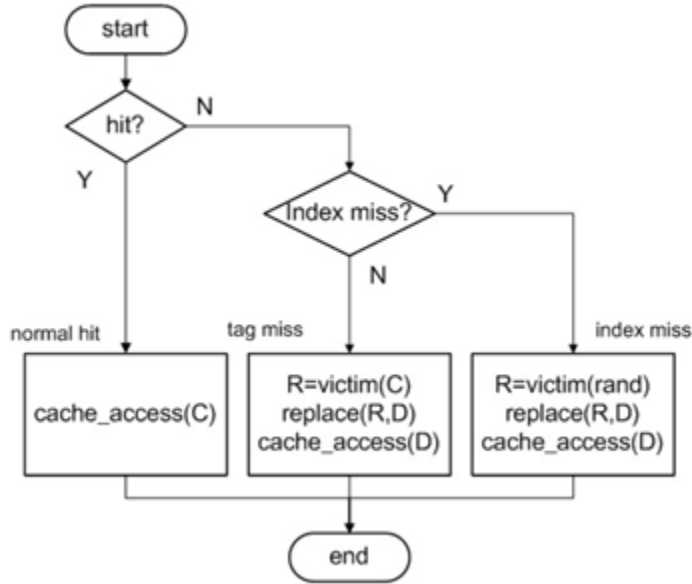 start
hit?
N
Y
Index miss?
Y
N
normal hit
tag miss
index miss
cache_access(C)
R=victim(C)
replace(R,D)
cache_access(D)
R=victim(rand)
replace(R,D)
cache_access(D)
end